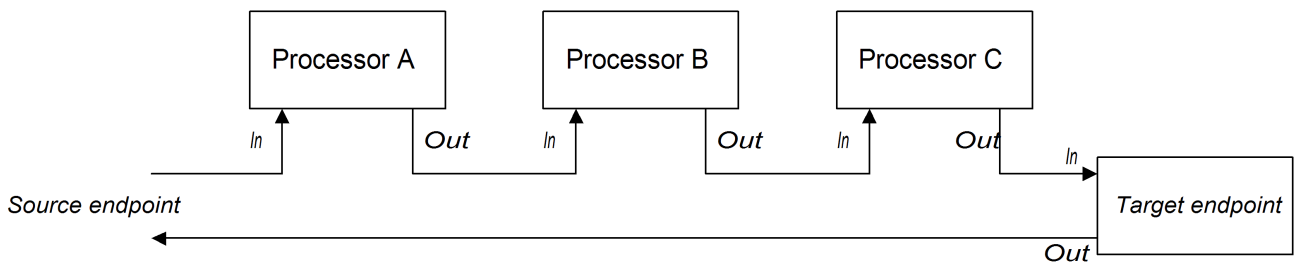 Processor A
Processor B
Processor C
In
Out
In
Out
In
Out
In
Source endpoint
Target endpoint
Out